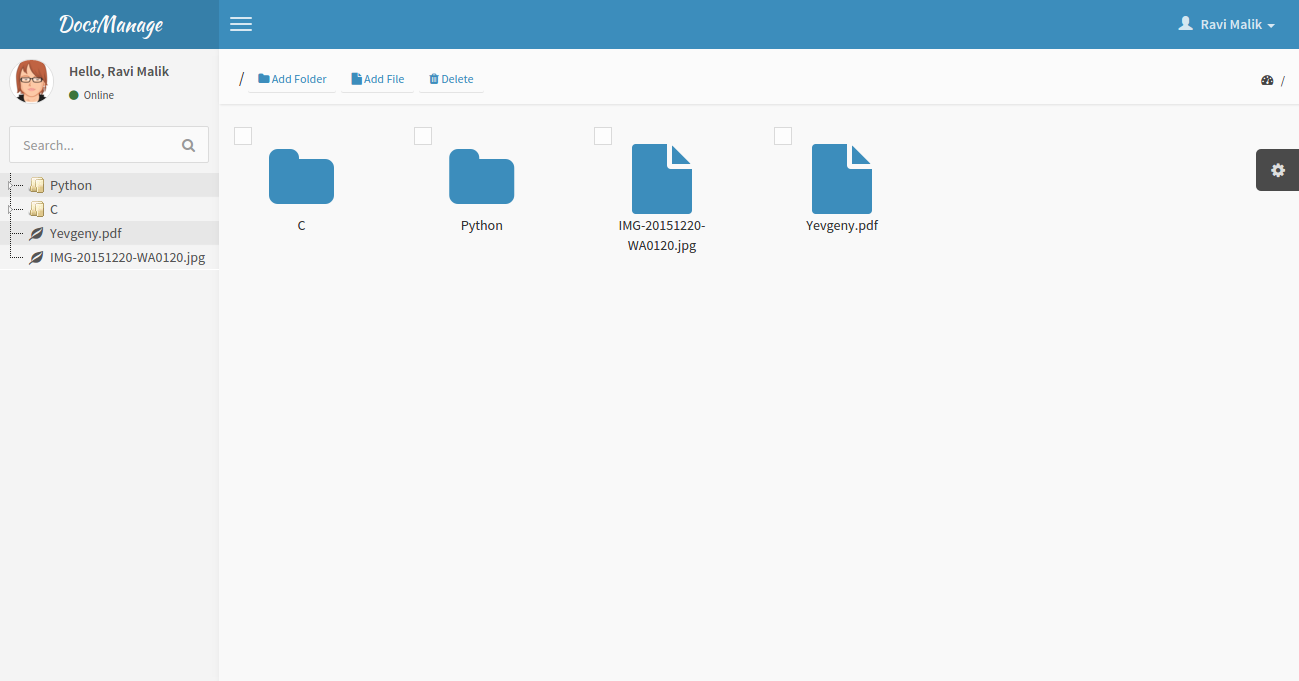 DocsManage
Ravi Malik
Hello, Ravi Malik
Online
/ Add Folder Add File Delete
/
Search...
Python
C
Yevgeny.pdf
IMG-20151220-WA0120.jpg
C
Python
IMG-20151220-
WA0120.jpg
Yevgeny.pdf